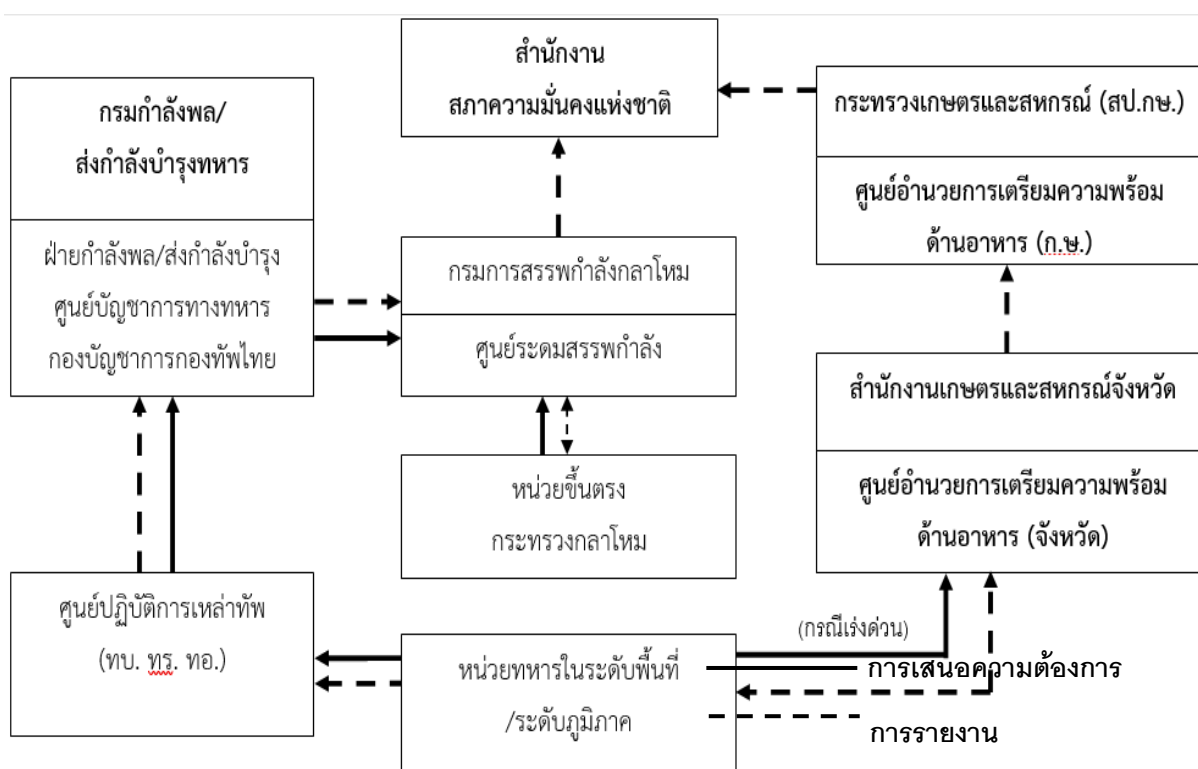 สำนักงาน
สภาความมั่นคงแห่งชาติ
กรมกำลังพล/
ส่งกำลังบำรุงทหาร
ฝ่ายกำลังพล/ส่งกำลังบำรุง
ศูนย์บัญชาการทางทหาร
กองบัญชาการกองทัพไทย
กระทรวงเกษตรและสหกรณ์ (สป.กษ.)
ศูนย์อำนวยการเตรียมความพร้อม
ด้านอาหาร (ก.ษ.)
กรมการสรรพกำลังกลาโหม
ศูนย์ระดมสรรพกำลัง
สำนักงานเกษตรและสหกรณ์จังหวัด
ศูนย์อำนวยการเตรียมความพร้อม
ด้านอาหาร (จังหวัด)
หน่วยขึ้นตรง
กระทรวงกลาโหม
ศูนย์ปฏิบัติการเหล่าทัพ
(ทบ. ทร. ทอ.)
หน่วยทหารในระดับพื้นที่
/ระดับภูมิภาค
(กรณีเร่งด่วน)
การเสนอความต้องการ
การรายงาน